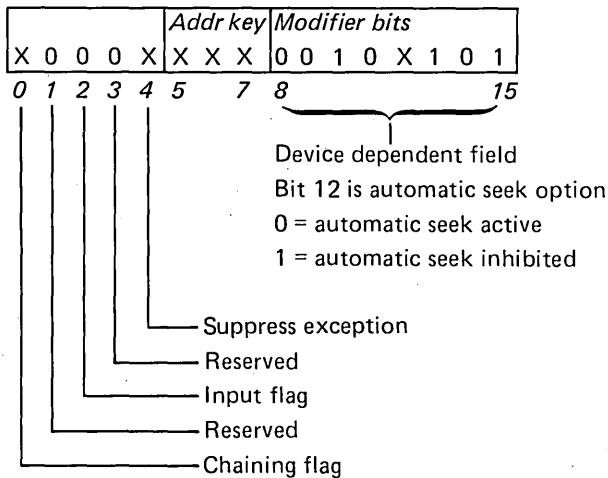 Addr key Modifier bits
X 0 0 0 X X X X 0 0 1 0 X 1 0 1
0 1 2 3 4 5 7 8 15
Device dependent field
Bit 12 is automatic seek option
0 = automatic seek active
1 = automatic seek inhibited
Suppress exception
Reserved
Input flag
Reserved
Chaining flag